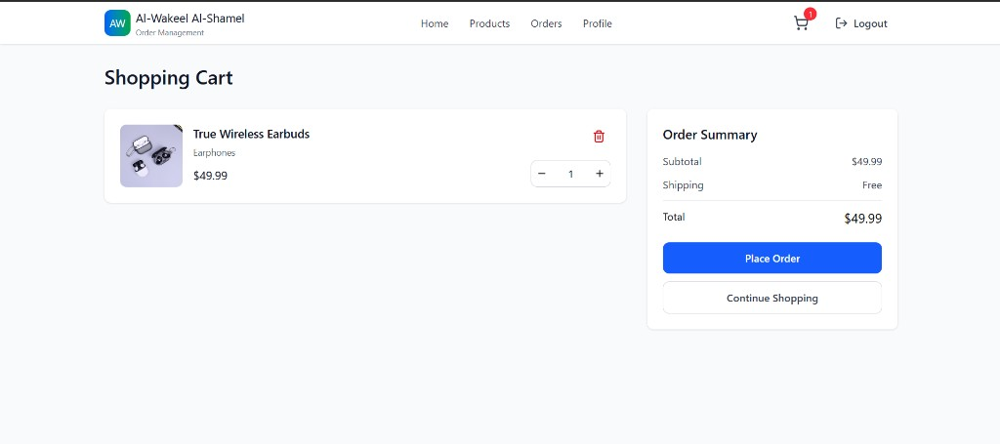 AW
Al-Wakeel Al-Shamel
Order Management
Home
Products
Orders
Profile
1
Logout
Shopping Cart
True Wireless Earbuds
Earphones
$49.99
− 1 +
Order Summary
Subtotal $49.99
Shipping Free
Total $49.99
Place Order
Continue Shopping